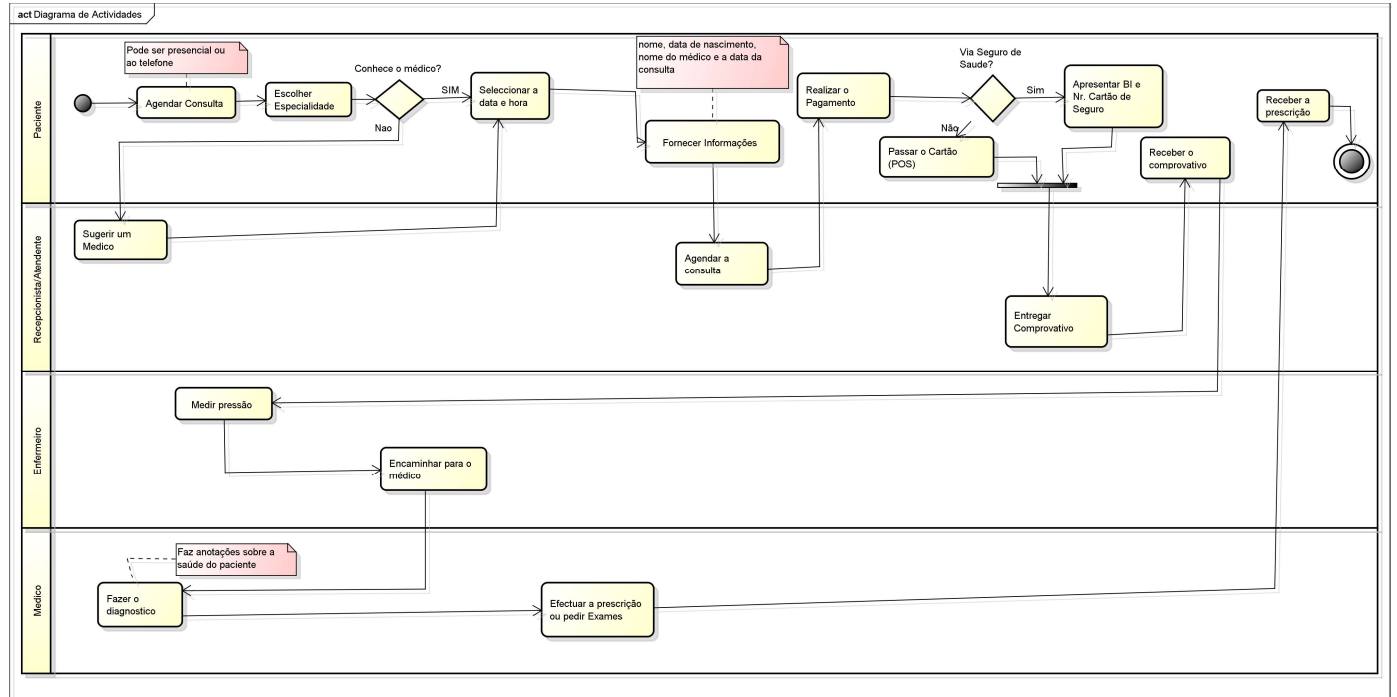 act Diagrama de Actividades
Paciente
Pode ser presencial ou
ao telefone
Agendar Consulta
Escolher
Especialidade
Conhece o médico?
SIM
Nao
Seleccionar a
data e hora
nome, data de nascimento,
nome do médico e a data da
consulta
Fornecer Informações
Realizar o
Pagamento
Via Seguro de
Saude?
Sim
Não
Apresentar BI e
Nr. Cartão de
Seguro
Passar o Cartão
(POS)
Receber o
comprovativo
Receber a
prescrição
Recepcionista/Atendente
Sugerir um
Medico
Agendar a
consulta
Entregar
Comprovativo
Enfermeiro
Medir pressão
Encaminhar para o
médico
Medico
Faz anotações sobre a
saúde do paciente
Fazer o
diagnostico
Efectuar a prescrição
ou pedir Exames